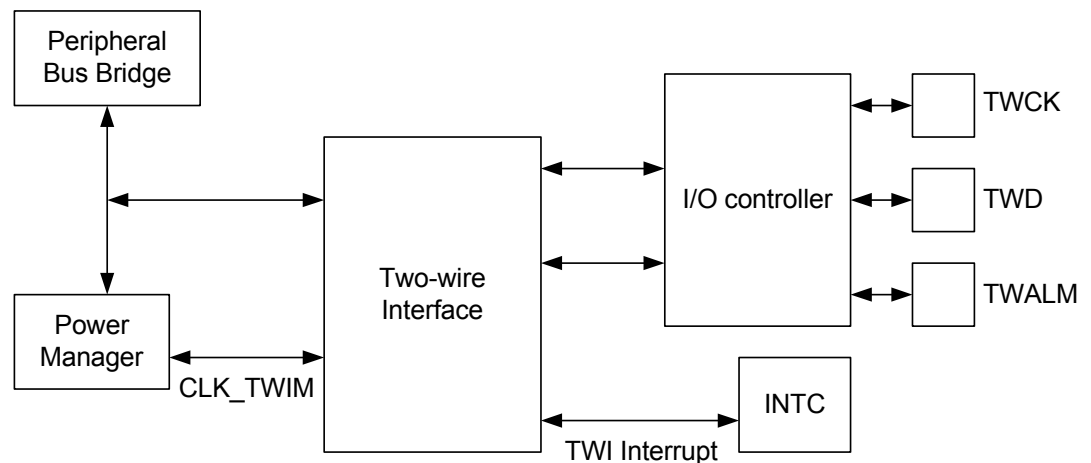 Peripheral
Bus Bridge
TWCK
I/O controller
TWD
Two-wire
Interface
TWALM
Power
Manager
CLK_TWIM
INTC
TWI Interrupt